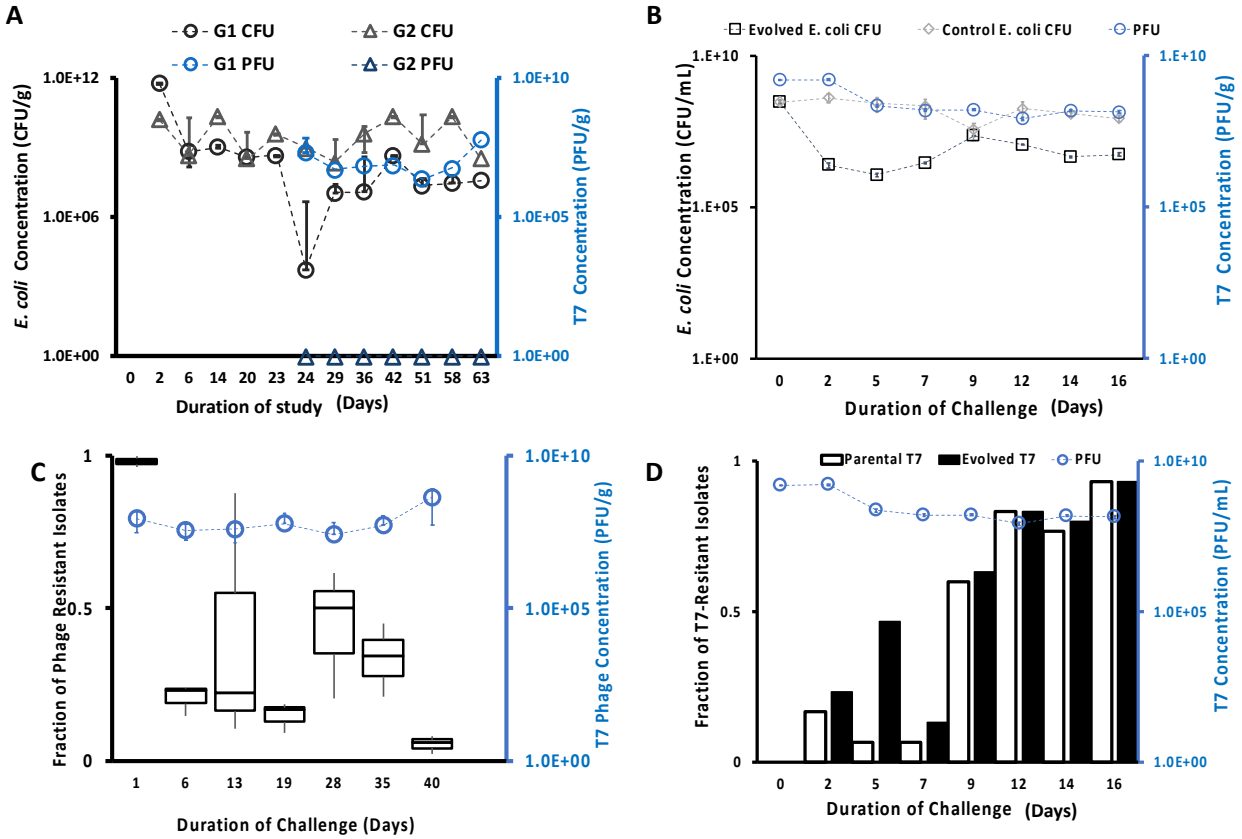 A
G1 CFU
G2 CFU
G1 PFU
G2 PFU
E. coli Concentration (CFU/g)
1.0E+12
1.0E+06
1.0E+00
T7 Concentration (PFU/g)
1.0E+10
1.0E+05
1.0E+00
0 2 6 14 20 23 24 29 36 42 51 58 63
Duration of study (Days)
B
Evolved E. coli CFU
Control E. coli CFU
PFU
E. coli Concentration (CFU/mL)
1.E+10
1.E+05
1.E+00
T7 Concentration (PFU/g)
1.E+10
1.E+05
1.E+00
0 2 5 7 9 12 14 16
Duration of Challenge (Days)
C
Fraction of Phage Resistant Isolates
1
0.5
0
T7 Phage Concentration (PFU/g)
1.0E+10
1.0E+05
1.0E+00
1 6 13 19 28 35 40
Duration of Challenge (Days)
D
Parental T7
Evolved T7
PFU
Fraction of T7-Resitant Isolates
1
0.5
0
T7 Concentration (PFU/mL)
1.0E+10
1.0E+05
1.0E+00
0 2 5 7 9 12 14 16
Duration of Challenge (Days)